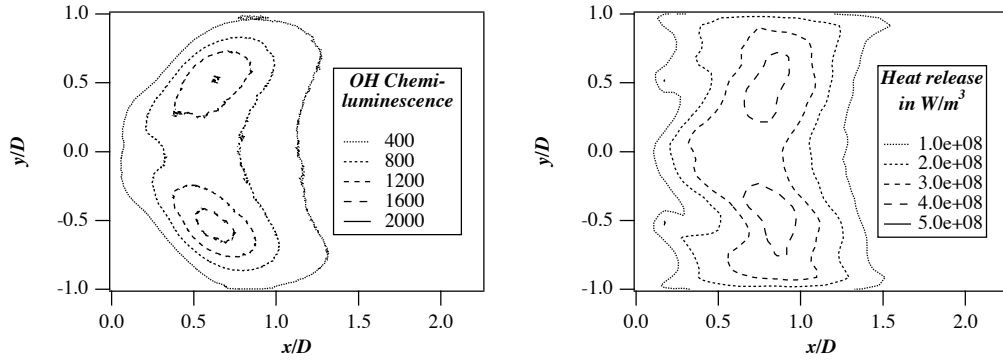 1.0
0.5
0.0
-0.5
-1.0
y/D
0.0
0.5
1.0
1.5
2.0
x/D
OH Chemi-
luminescence
400
800
1200
1600
2000
1.0
0.5
0.0
-0.5
-1.0
y/D
0.0
0.5
1.0
1.5
2.0
x/D
Heat release
in W/m³
1.0e+08
2.0e+08
3.0e+08
4.0e+08
5.0e+08